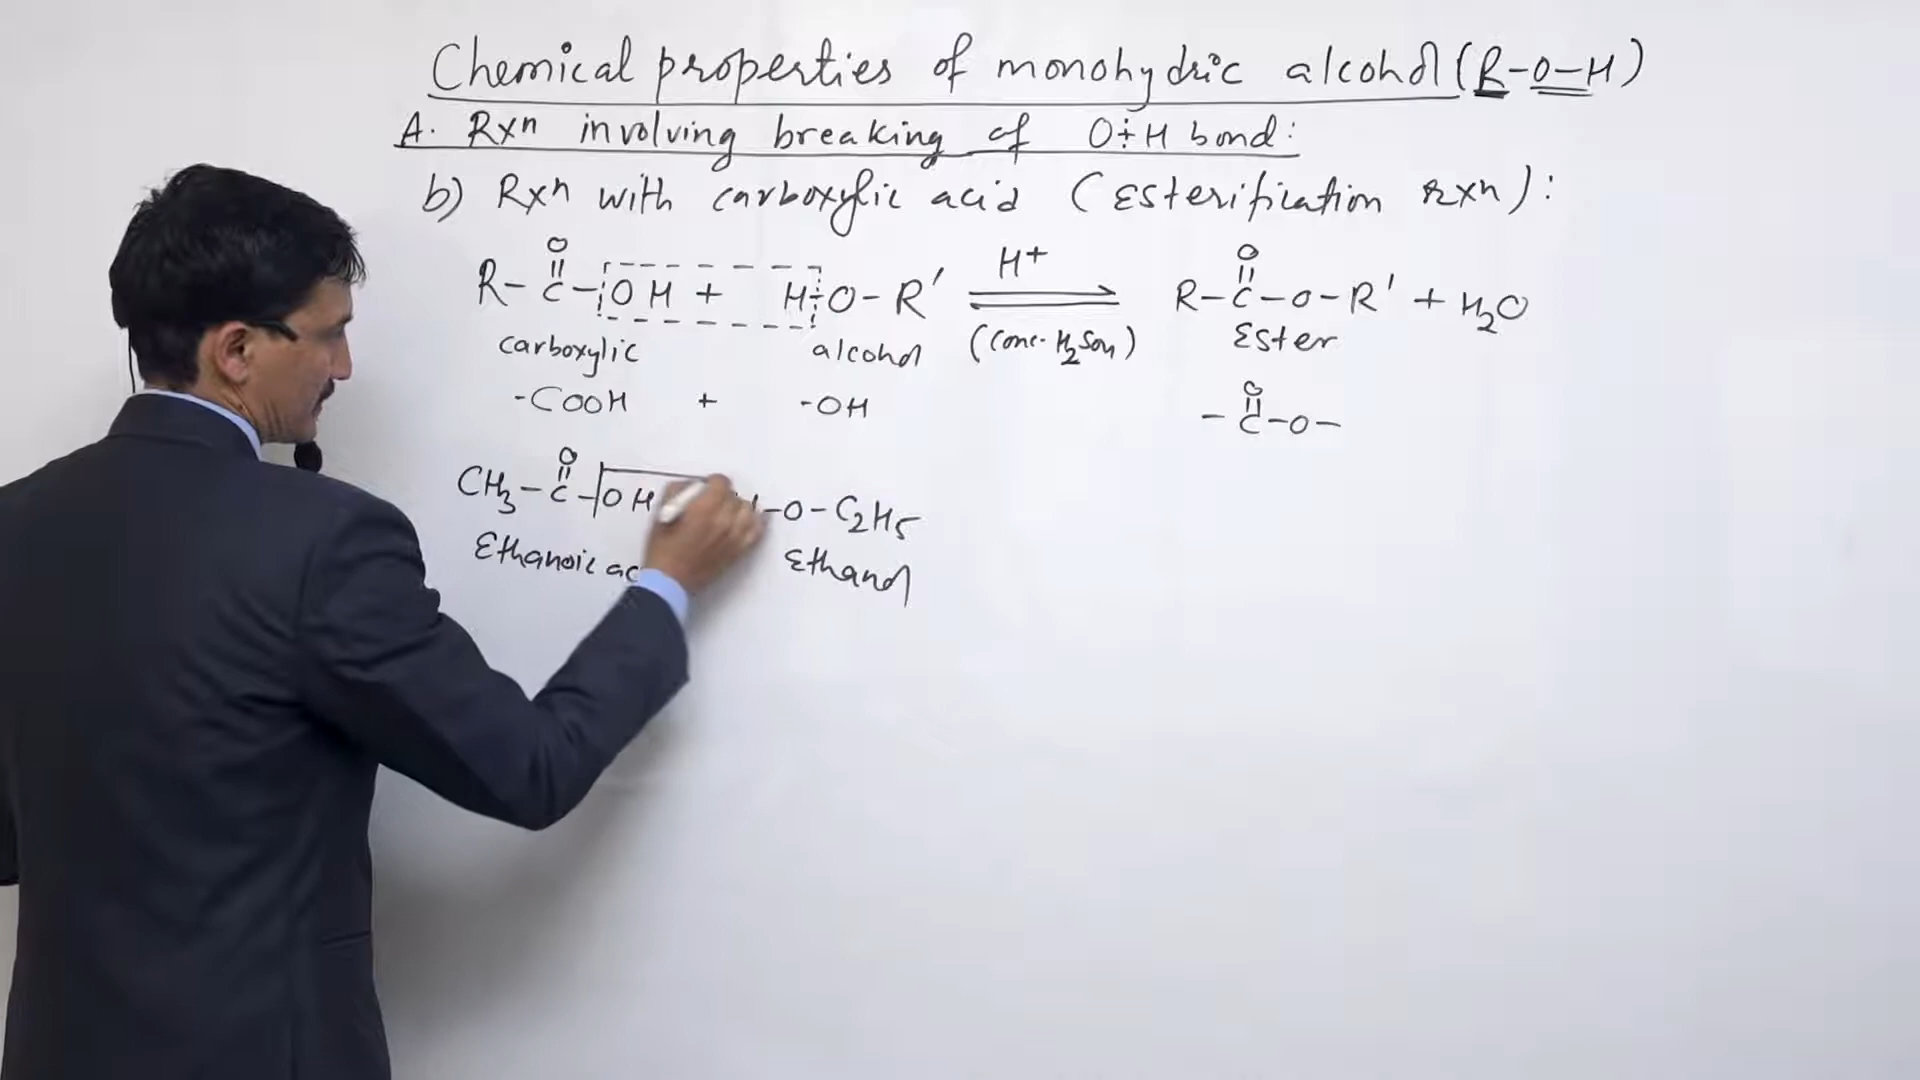 Chemical properties of monohydric alcohol (R-O-H)
A. Rxn involving breaking of O÷H bond:
b) Rxn with carboxylic acid (Esterification rxn):
O
R-C-OH + H-O-R' ⇌ H+ (conc. H2SO4)
O
R-C-O-R' + H2O
carboxylic alcohol Ester
-COOH + -OH
O
-C-O-
O
CH3-C-OH -O-C2H5
Ethanoic Ethanol